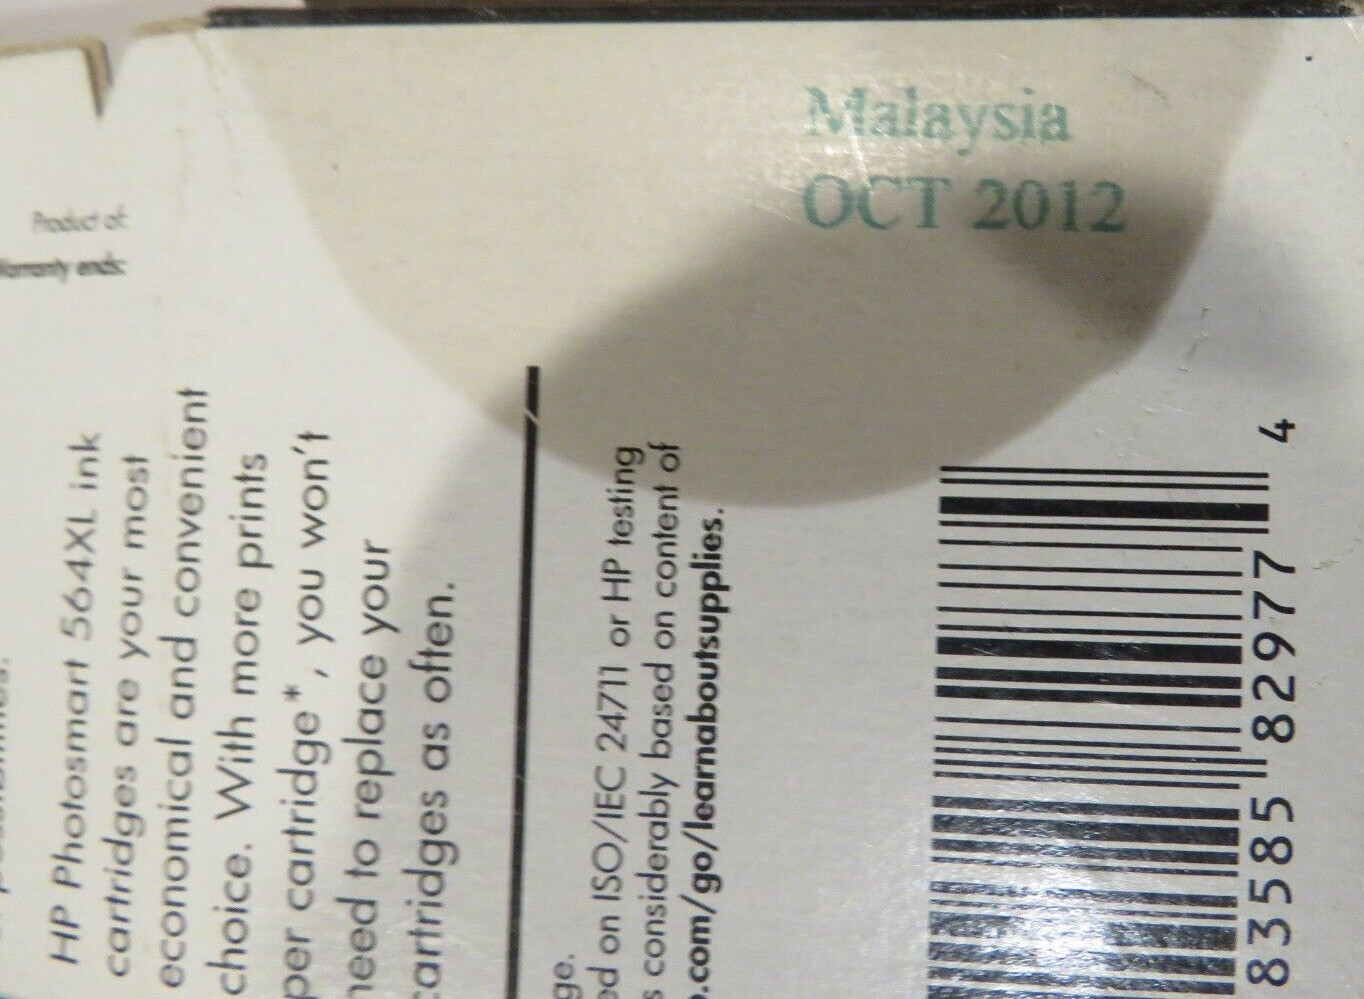 Malaysia
OCT 2012
Product of:
Warranty ends:
HP Photosmart 564XL ink
cartridges are your most
economical and convenient
choice. With more prints
per cartridge*, you won't
need to replace your
cartridges as often.
on ISO/IEC 24711 or HP testing
considerably based on content of
.com/go/learnaboutsupplies.
83585 82977 4